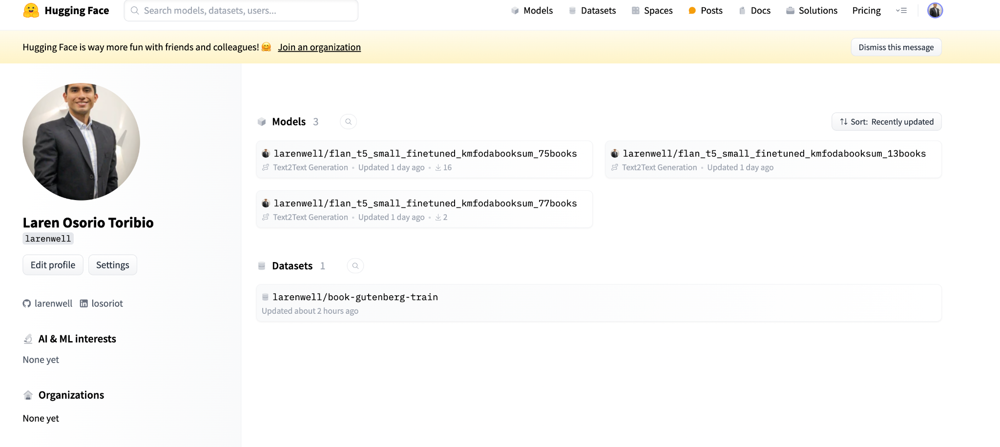 Hugging Face
Search models, datasets, users...
Models
Datasets
Spaces
Posts
Docs
Solutions
Pricing
Hugging Face is way more fun with friends and colleagues! 🤗 Join an organization
Dismiss this message
Laren Osorio Toribio
larenwell
Edit profile
Settings
larenwell
losoriot
AI & ML interests
None yet
Organizations
None yet
Models 3
Sort: Recently updated
larenwell/flan_t5_small_finetuned_kmfodabooksum_75books
Text2Text Generation • Updated 1 day ago • 16
larenwell/flan_t5_small_finetuned_kmfodabooksum_13books
Text2Text Generation • Updated 1 day ago
larenwell/flan_t5_small_finetuned_kmfodabooksum_77books
Text2Text Generation • Updated 1 day ago • 2
Datasets 1
larenwell/book-gutenberg-train
Updated about 2 hours ago